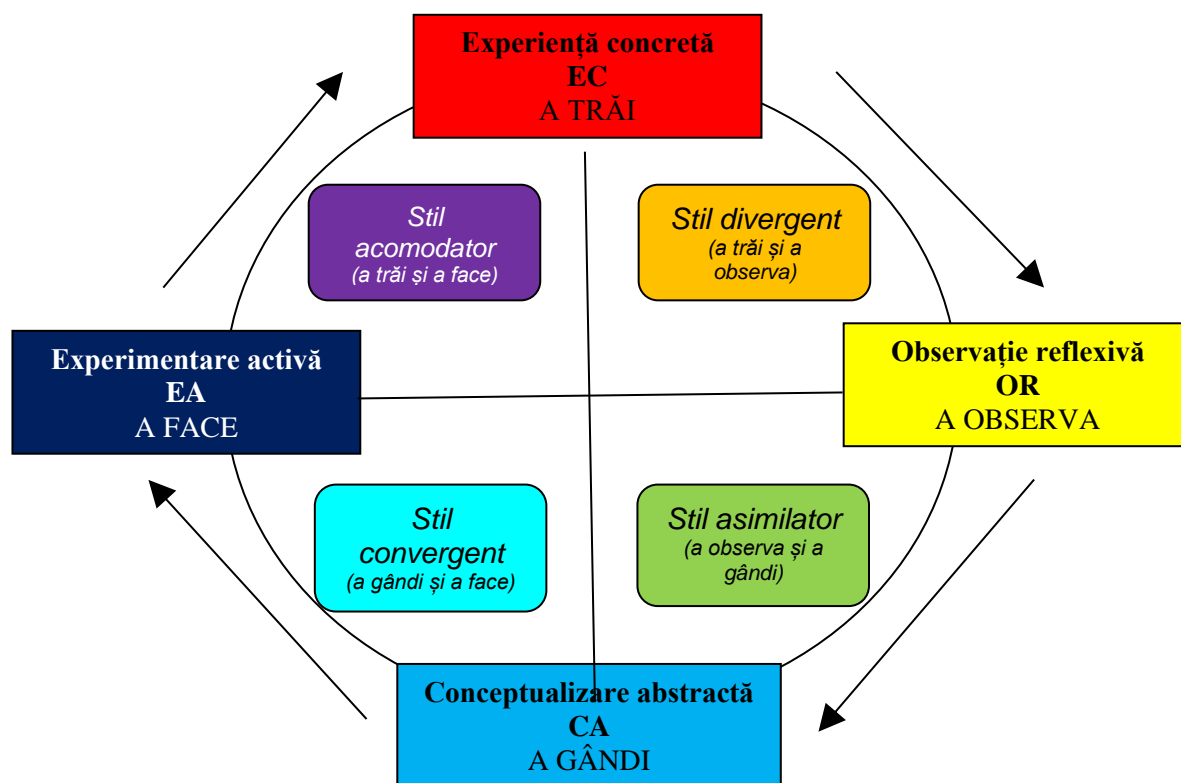 Experiență concretă
EC
A TRĂI
Stil
acomodator
(a trăi și a face)
Stil divergent
(a trăi și a
observa)
Experimentare activă
EA
A FACE
Observație reflexivă
OR
A OBSERVA
Stil
convergent
(a gândi și a face)
Stil asimilator
(a observa și a
gândi)
Conceptualizare abstractă
CA
A GÂNDI